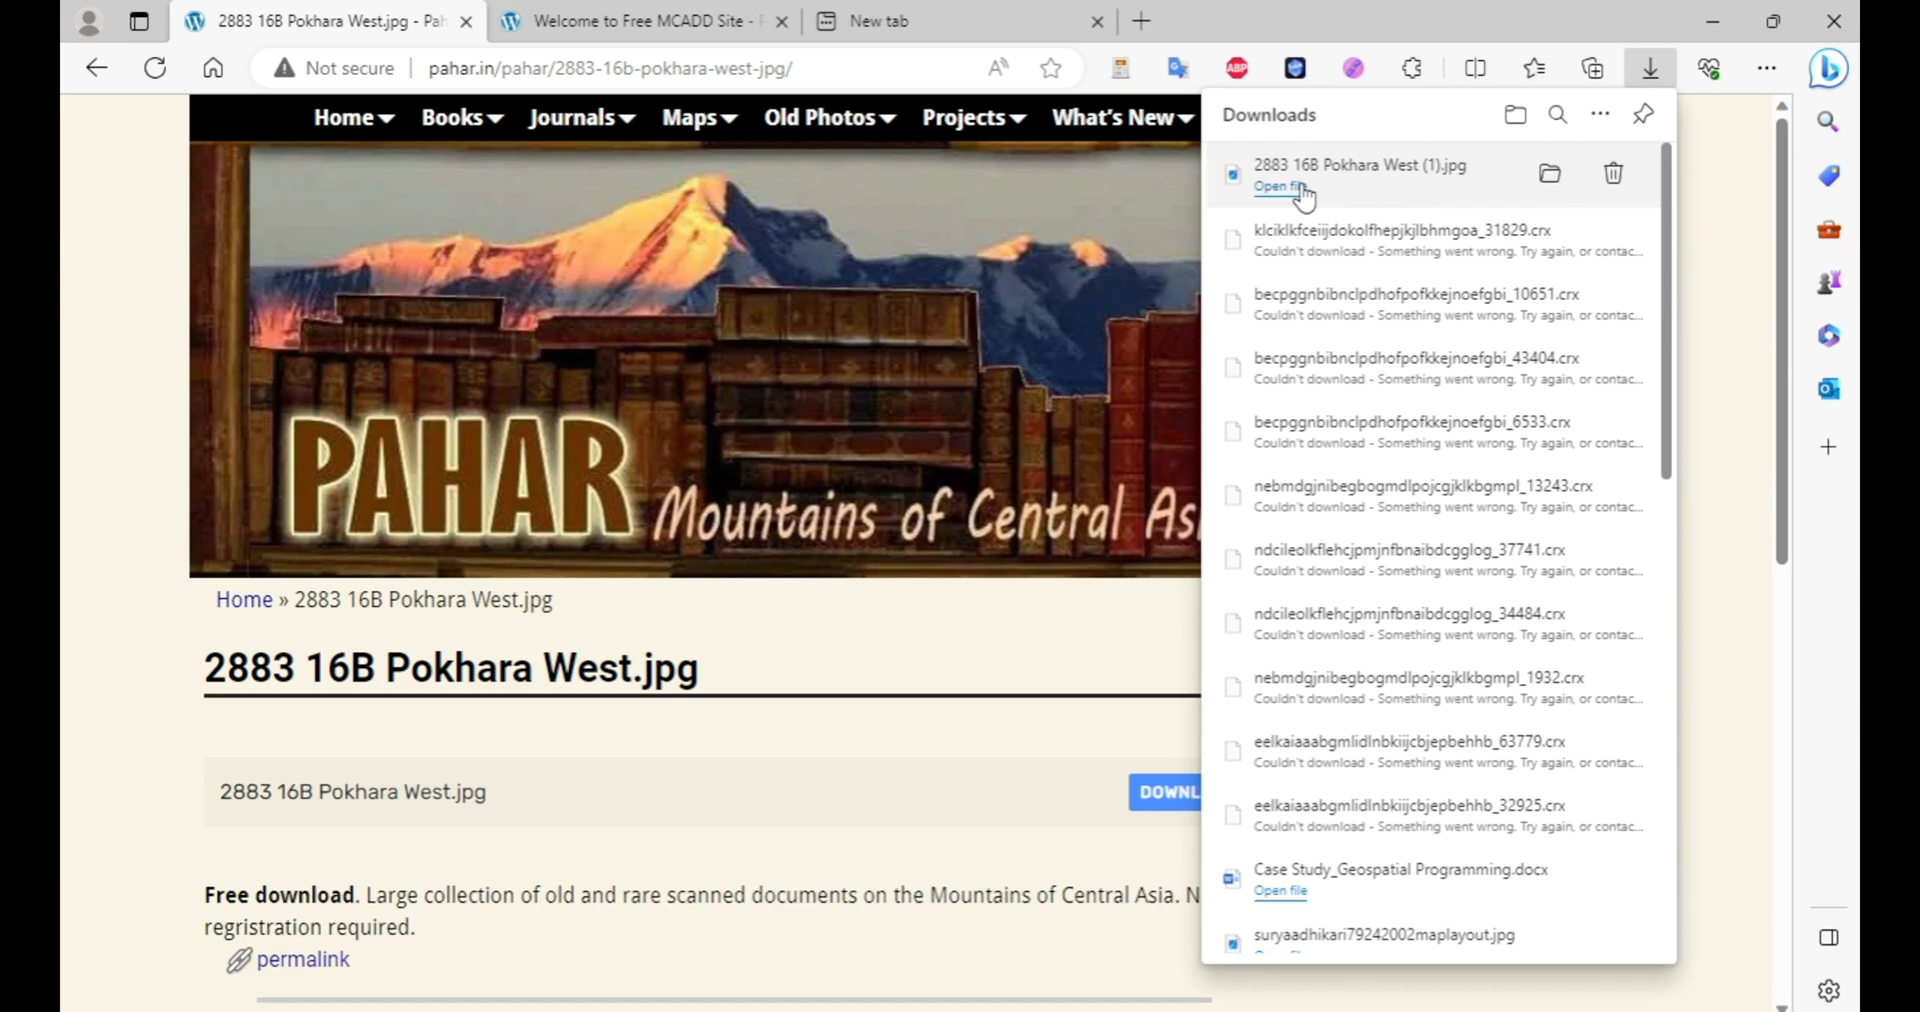 2883 16B Pokhara West.jpg - Pah
Welcome to Free MCADD Site -
New tab
Not secure
pahar.in/pahar/2883-16b-pokhara-west-jpg/
ABP
Home
Books
Journals
Maps
Old Photos
Projects
What's New
PAHAR Mountains of Central As
Home » 2883 16B Pokhara West.jpg
2883 16B Pokhara West.jpg
2883 16B Pokhara West.jpg
DOWNL
Free download. Large collection of old and rare scanned documents on the Mountains of Central Asia. N
regristration required.
permalink
Downloads
2883 16B Pokhara West (1).jpg
Open file
klciklkfceiijdokolfhepjkjlbhmgoa_31829.crx
Couldn't download - Something went wrong. Try again, or contac...
becpggnbibnclpdhofpofkkejnoefgbi_10651.crx
Couldn't download - Something went wrong. Try again, or contac...
becpggnbibnclpdhofpofkkejnoefgbi_43404.crx
Couldn't download - Something went wrong. Try again, or contac...
becpggnbibnclpdhofpofkkejnoefgbi_6533.crx
Couldn't download - Something went wrong. Try again, or contac...
nebmdgjnibegbogmdlpojcgjklkbgmpl_13243.crx
Couldn't download - Something went wrong. Try again, or contac...
ndcileolkflehcjpmjnfbnaibdcgglog_37741.crx
Couldn't download - Something went wrong. Try again, or contac...
ndcileolkflehcjpmjnfbnaibdcgglog_34484.crx
Couldn't download - Something went wrong. Try again, or contac...
nebmdgjnibegbogmdlpojcgjklkbgmpl_1932.crx
Couldn't download - Something went wrong. Try again, or contac...
eelkaiaaabgmlidlnbkiijcbjepbehhb_63779.crx
Couldn't download - Something went wrong. Try again, or contac...
eelkaiaaabgmlidlnbkiijcbjepbehhb_32925.crx
Couldn't download - Something went wrong. Try again, or contac...
Case Study_Geospatial Programming.docx
Open file
suryaadhikari79242002maplayout.jpg